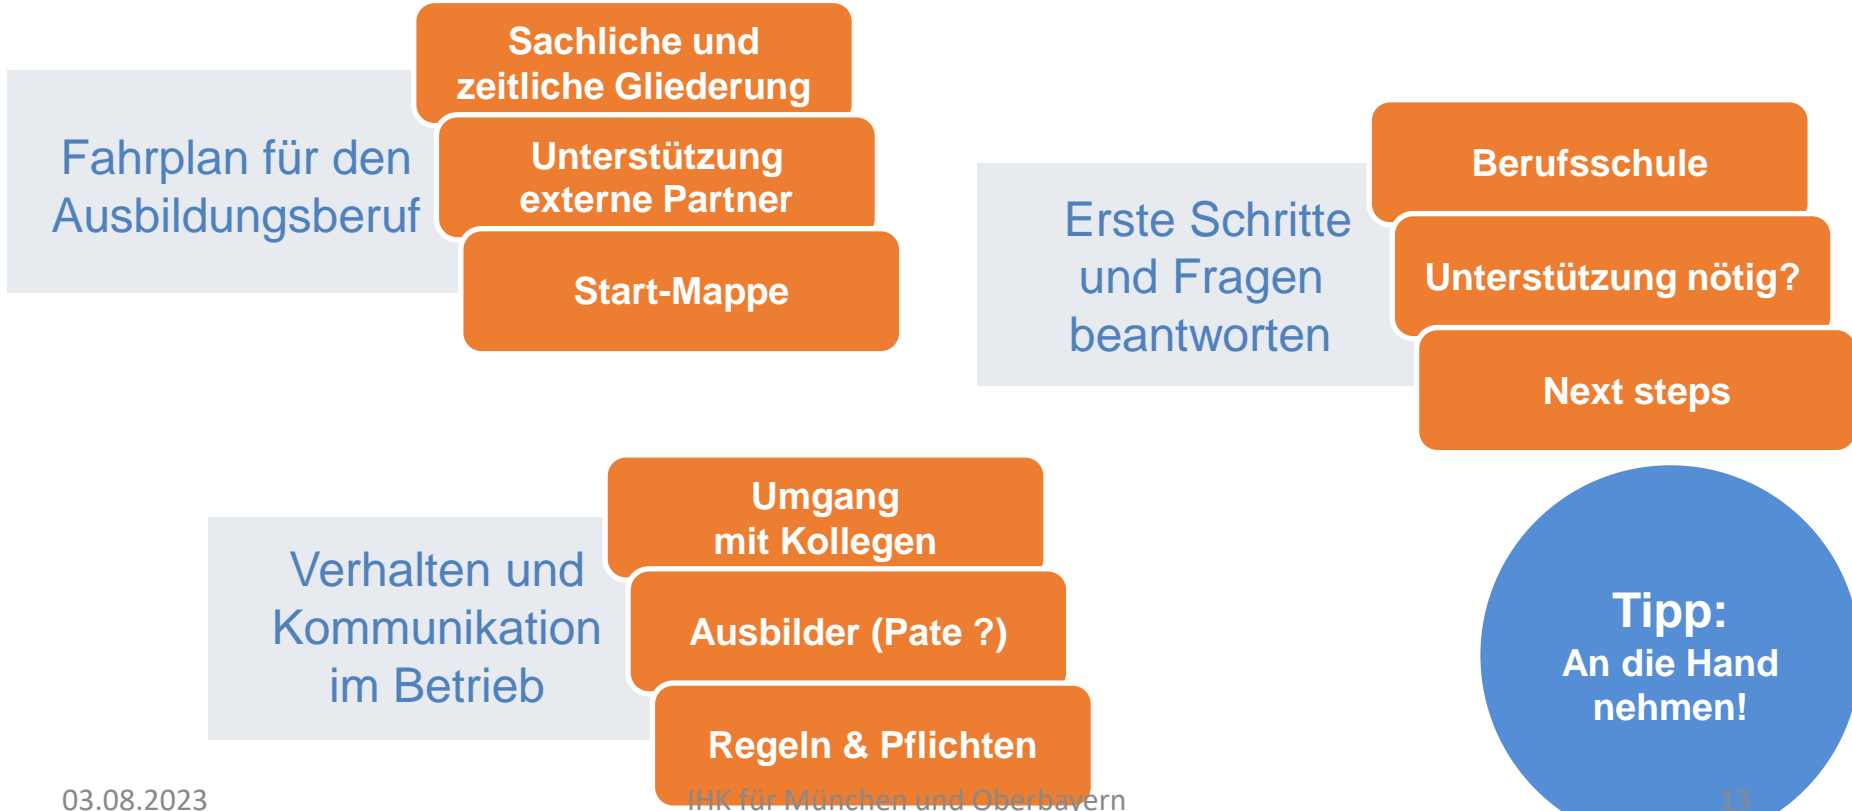 Fahrplan für den
Ausbildungsberuf
Sachliche und
zeitliche Gliederung
Unterstützung
externe Partner
Start-Mappe
Erste Schritte
und Fragen
beantworten
Berufsschule
Unterstützung nötig?
Next steps
Verhalten und
Kommunikation
im Betrieb
Umgang
mit Kollegen
Ausbilder (Pate ?)
Regeln & Pflichten
Tipp:
An die Hand
nehmen!
03.08.2023
IHK für München und Oberbayern
13